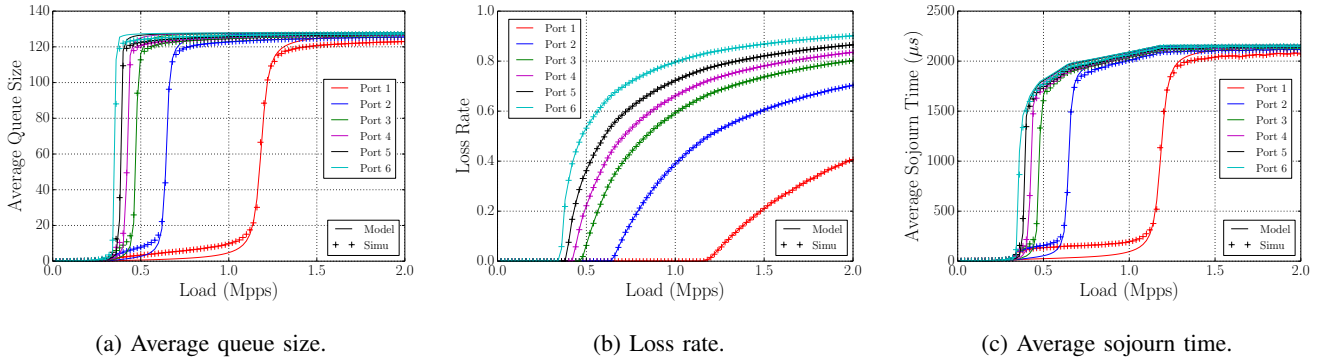 140
120
100
80
60
40
20
0
0.0 0.5 1.0 1.5 2.0
Average Queue Size
Load (Mpps)
Port 1
Port 2
Port 3
Port 4
Port 5
Port 6
Model
Simu
(a) Average queue size.
1.0
0.8
0.6
0.4
0.2
0.0
0.0 0.5 1.0 1.5 2.0
Loss Rate
Load (Mpps)
Port 1
Port 2
Port 3
Port 4
Port 5
Port 6
Model
Simu
(b) Loss rate.
2500
2000
1500
1000
500
0
0.0 0.5 1.0 1.5 2.0
Average Sojourn Time (μs)
Load (Mpps)
Port 1
Port 2
Port 3
Port 4
Port 5
Port 6
Model
Simu
(c) Average sojourn time.